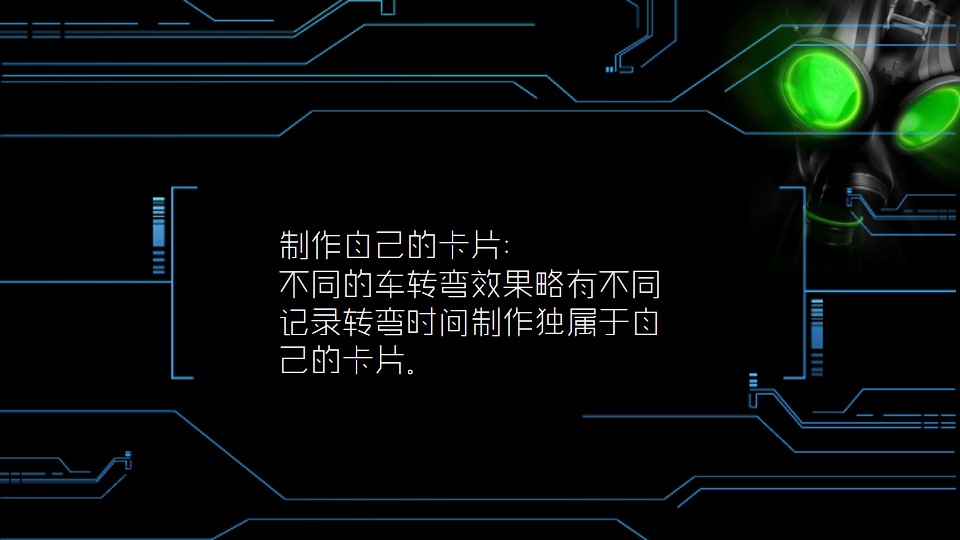 制作自己的卡片:
不同的车转弯效果略有不同
记录转弯时间制作独属于自
己的卡片。